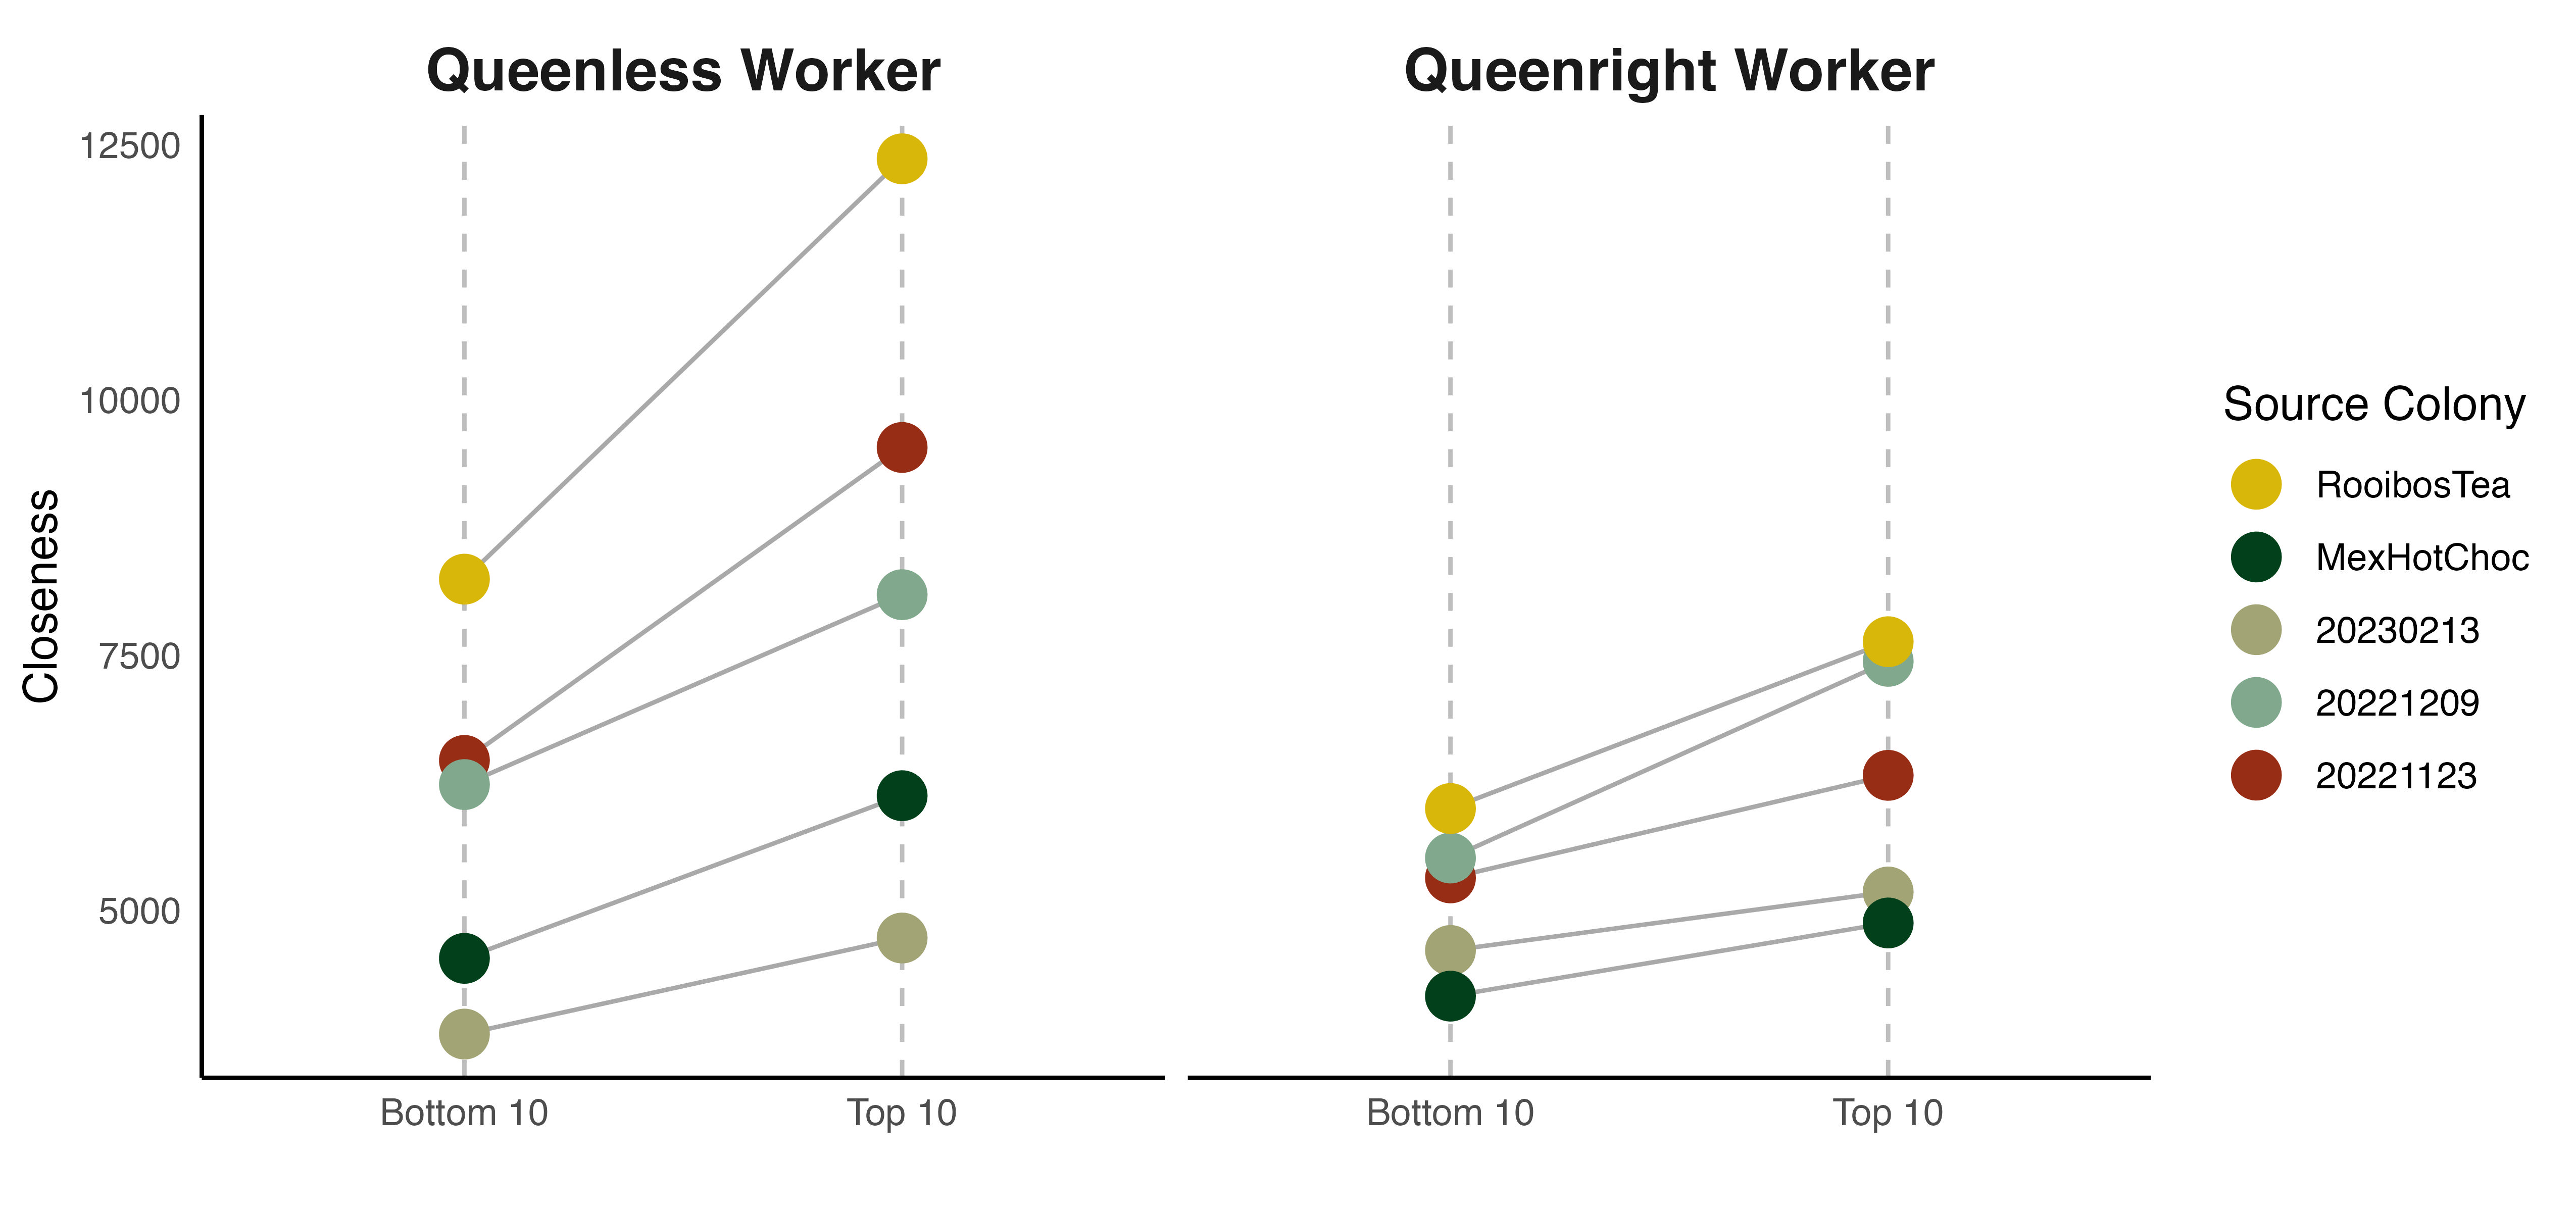 Queenless Worker
Queenright Worker
12500
10000
7500
5000
Closeness
Bottom 10
Top 10
Bottom 10
Top 10
Source Colony
RooibosTea
MexHotChoc
20230213
20221209
20221123